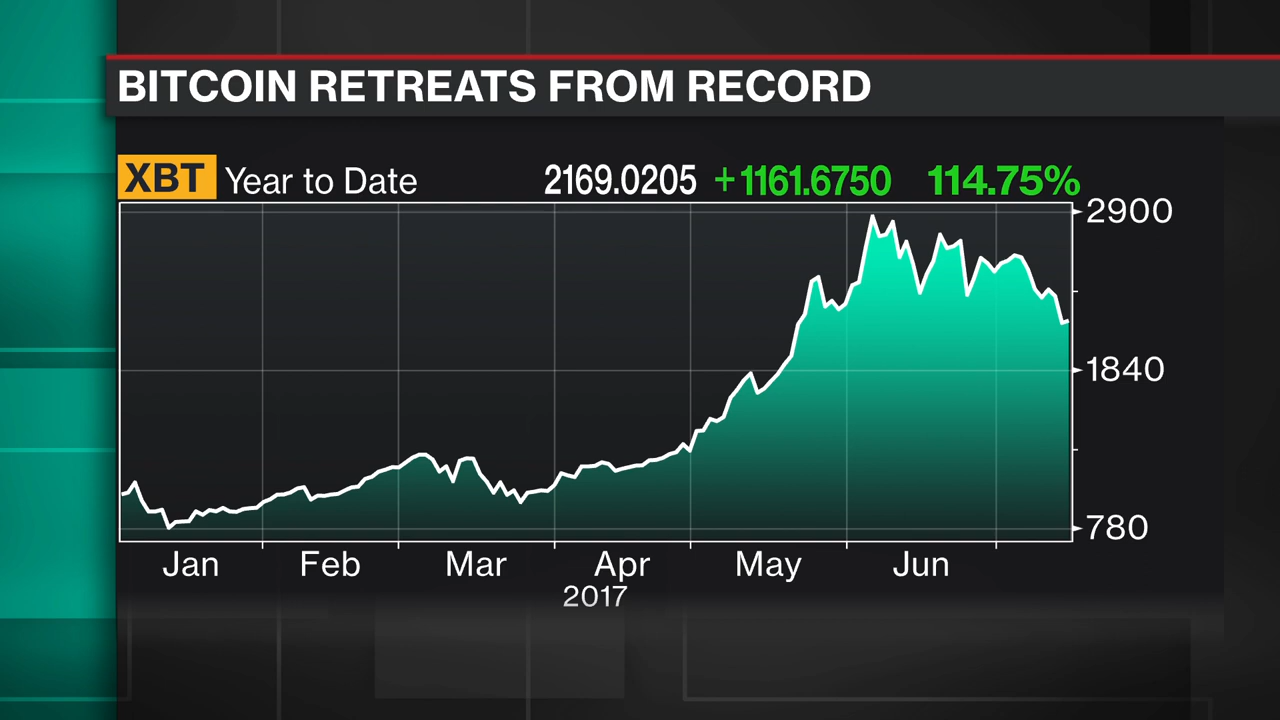 BITCOIN RETREATS FROM RECORD
XBT Year to Date 2169.0205 +1161.6750 114.75%
2900
1840
780
Jan Feb Mar Apr May Jun
2017